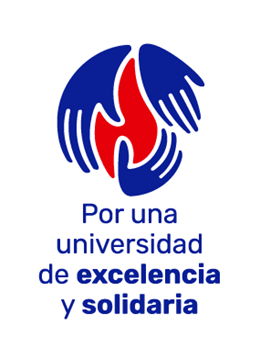 Por una
universidad
de excelencia
y solidaria